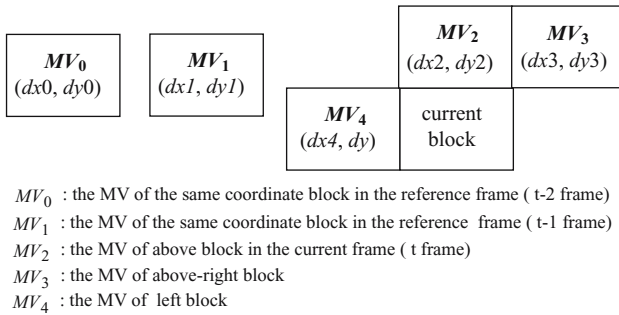 MV0
(dx0, dy0)
MV1
(dx1, dy1)
MV2
(dx2, dy2)
MV3
(dx3, dy3)
MV4
(dx4, dy)
current
block
MV0 : the MV of the same coordinate block in the reference frame ( t-2 frame)
MV1 : the MV of the same coordinate block in the reference frame ( t-1 frame)
MV2 : the MV of above block in the current frame ( t frame)
MV3 : the MV of above-right block
MV4 : the MV of left block